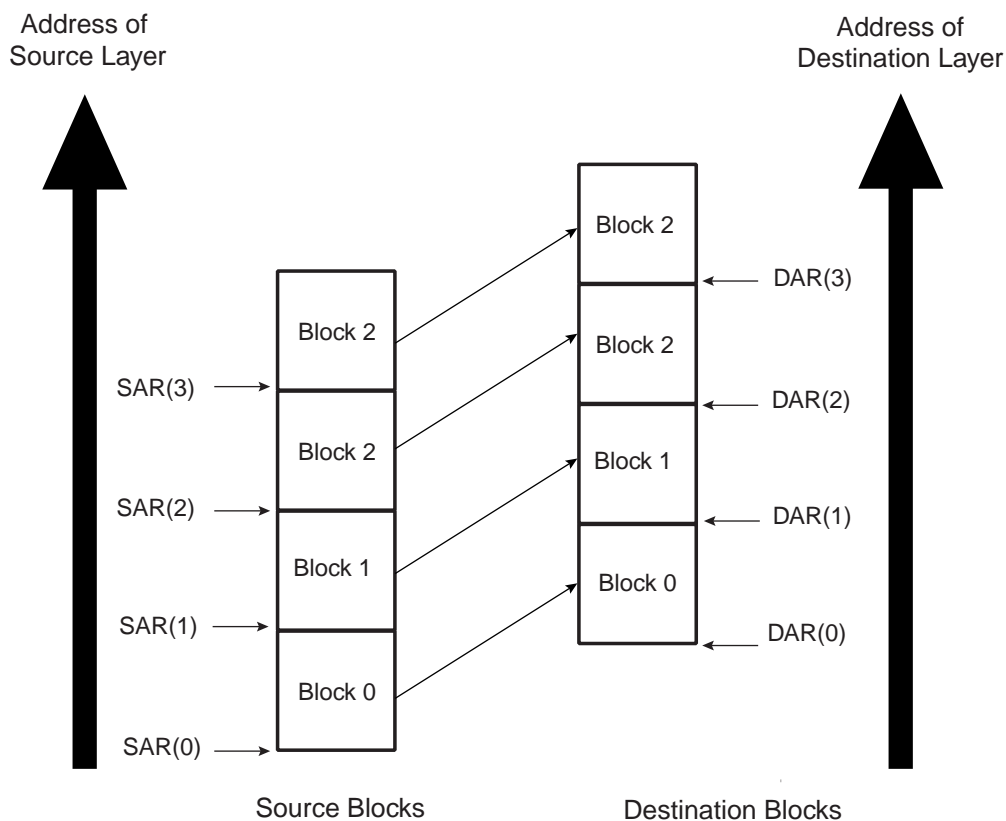 Address of
Source Layer
Address of
Destination Layer
Block 2
DAR(3)
Block 2
Block 2
SAR(3)
DAR(2)
Block 2
Block 1
SAR(2)
DAR(1)
Block 1
Block 0
SAR(1)
DAR(0)
Block 0
SAR(0)
Source Blocks
Destination Blocks